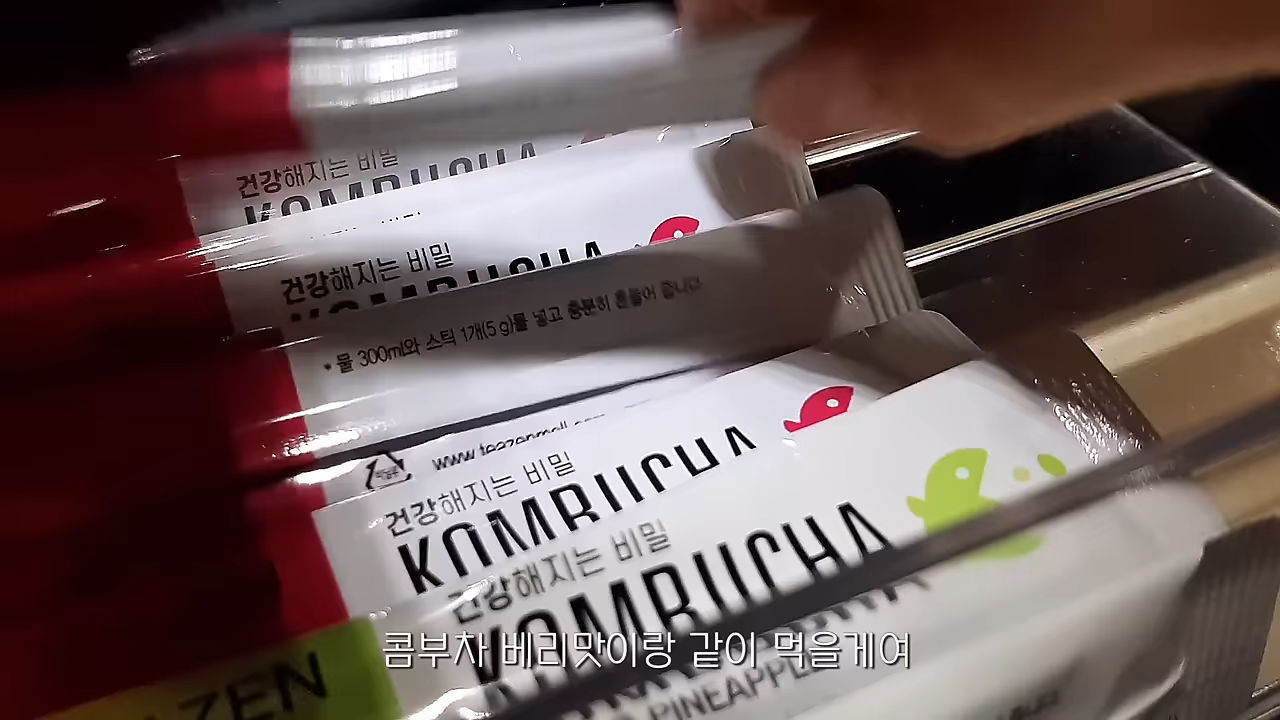 건강해지는 비밀
KOMBUCHA
건강해지는 비밀
KOMBUCHA
* 물 300ml와 스틱 1개(5 g)를 넣고 충분히 흔들어 줍니다.
www.teazenmall.com
건강해지는 비밀
KOMBUCHA
건강해지는 비밀
KOMBUCHA
PINEAPPLE
ZEN
콤부차 베리맛이랑 같이 먹을게여